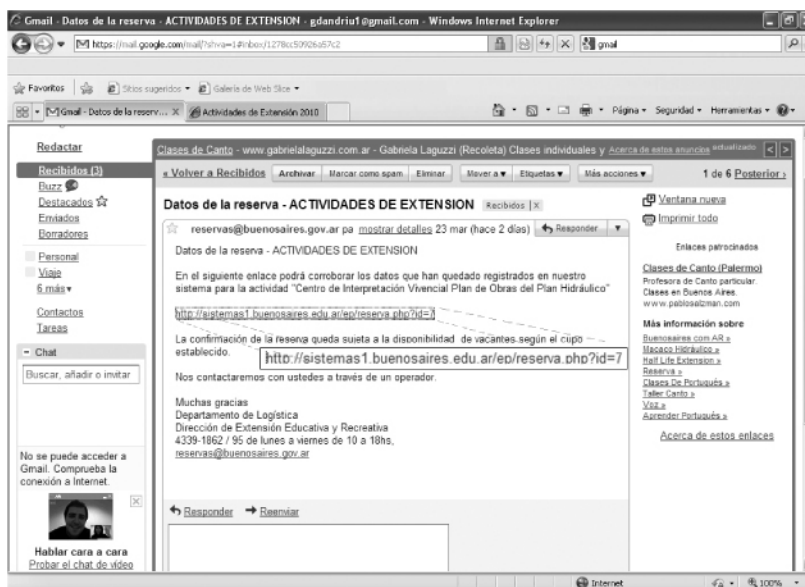 Gmail - Datos de la reserva - ACTIVIDADES DE EXTENSION - gdandriu1@gmail.com - Windows Internet Explorer
https://mail.google.com/mail/?shva=1#inbox/1278cc50926a57c2
gmail
Favoritos Sitios sugeridos Galería de Web Slice
Gmail - Datos de la reserv... X Actividades de Extensión 2010 Página Seguridad Herramientas
Redactar
Recibidos (3)
Buzz
Destacados
Enviados
Borradores
Personal
Viaje
6 más
Contactos
Tareas
Chat
Buscar, añadir o invitar
No se puede acceder a
Gmail. Comprueba la
conexión a Internet.
Hablar cara a cara
Probar el chat de vídeo
Clases de Canto - www.gabrielalaguzzi.com.ar - Gabriela Laguzzi (Recoleta) Clases individuales y Acerca de estos anuncios actualizado < >
« Volver a Recibidos Archivar Marcar como spam Eliminar Mover a Etiquetas Más acciones 1 de 6 Posterior ›
Datos de la reserva - ACTIVIDADES DE EXTENSION Recibidos X
reservas@buenosaires.gov.ar pa mostrar detalles 23 mar (hace 2 días) Responder
Datos de la reserva - ACTIVIDADES DE EXTENSION
En el siguiente enlace podrá corroborar los datos que han quedado registrados en nuestro
sistema para la actividad "Centro de Interpretación Vivencial Plan de Obras del Plan Hidráulico"
http://sistemas1.buenosaires.edu.ar/ep/reserva.php?id=7
La confirmación de la reserva queda sujeta a la disponibilidad de vacantes según el cupo
establecido.
http://sistemas1.buenosaires.edu.ar/ep/reserva.php?id=7
Nos contactaremos con ustedes a través de un operador.
Muchas gracias
Departamento de Logística
Dirección de Extensión Educativa y Recreativa
4339-1862 / 95 de lunes a viernes de 10 a 18hs,
reservas@buenosaires.gov.ar
Responder Reenviar
Ventana nueva
Imprimir todo
Enlaces patrocinados
Clases de Canto (Palermo)
Profesora de Canto particular.
Clases en Buenos Aires.
www.pablosalzman.com
Más información sobre
Buenosaires com AR »
Macaco Hidráulico »
Half Life Extension »
Reserva »
Clases De Portugués »
Taller Canto »
Voz »
Aprender Portugués »
Acerca de estos enlaces
Internet 100%